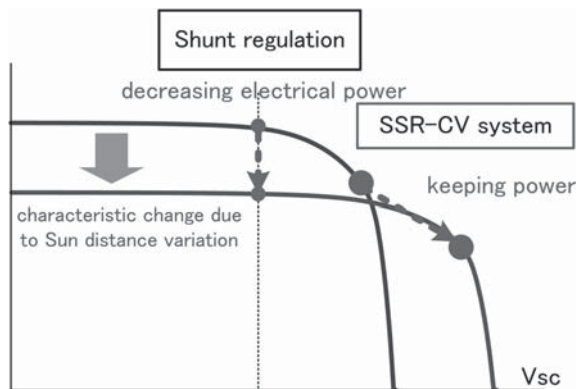 Shunt regulation
decreasing electrical power
SSR-CV system
keeping power
characteristic change due
to Sun distance variation
Vsc